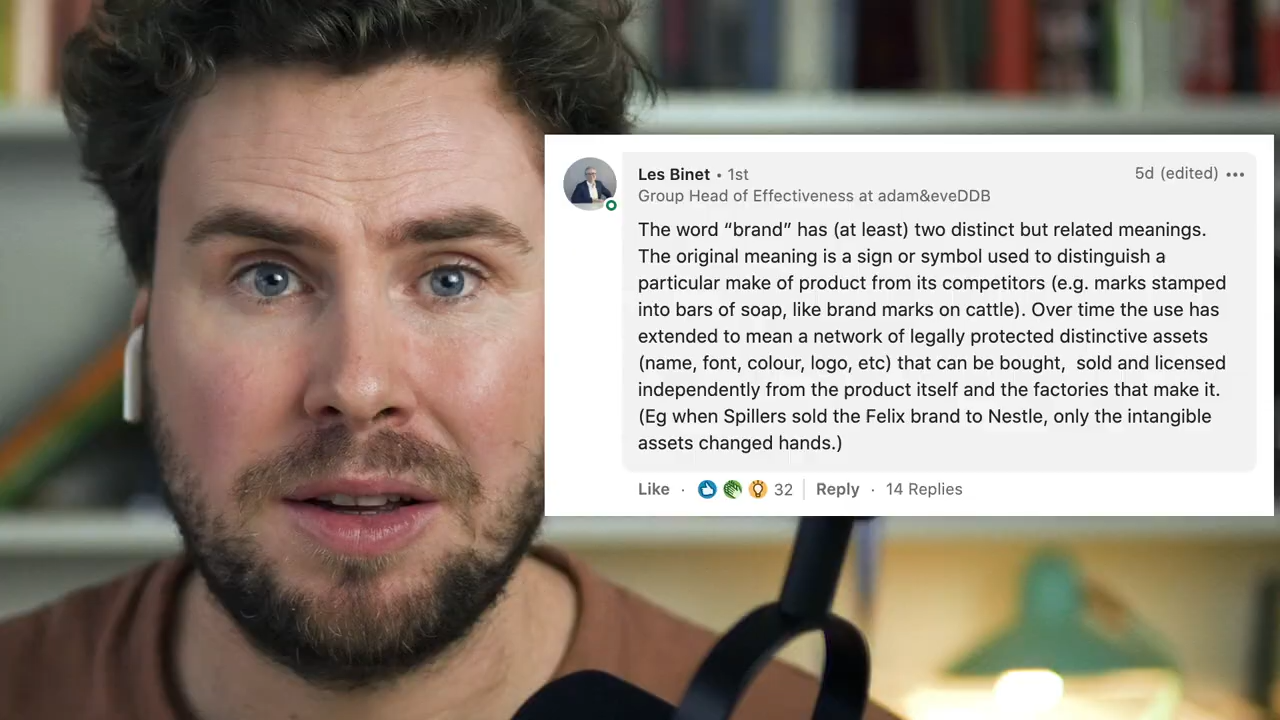 Les Binet • 1st
5d (edited) •••
Group Head of Effectiveness at adam&eveDDB
The word “brand” has (at least) two distinct but related meanings.
The original meaning is a sign or symbol used to distinguish a
particular make of product from its competitors (e.g. marks stamped
into bars of soap, like brand marks on cattle). Over time the use has
extended to mean a network of legally protected distinctive assets
(name, font, colour, logo, etc) that can be bought,  sold and licensed
independently from the product itself and the factories that make it.
(Eg when Spillers sold the Felix brand to Nestle, only the intangible
assets changed hands.)
Like · 32 | Reply · 14 Replies